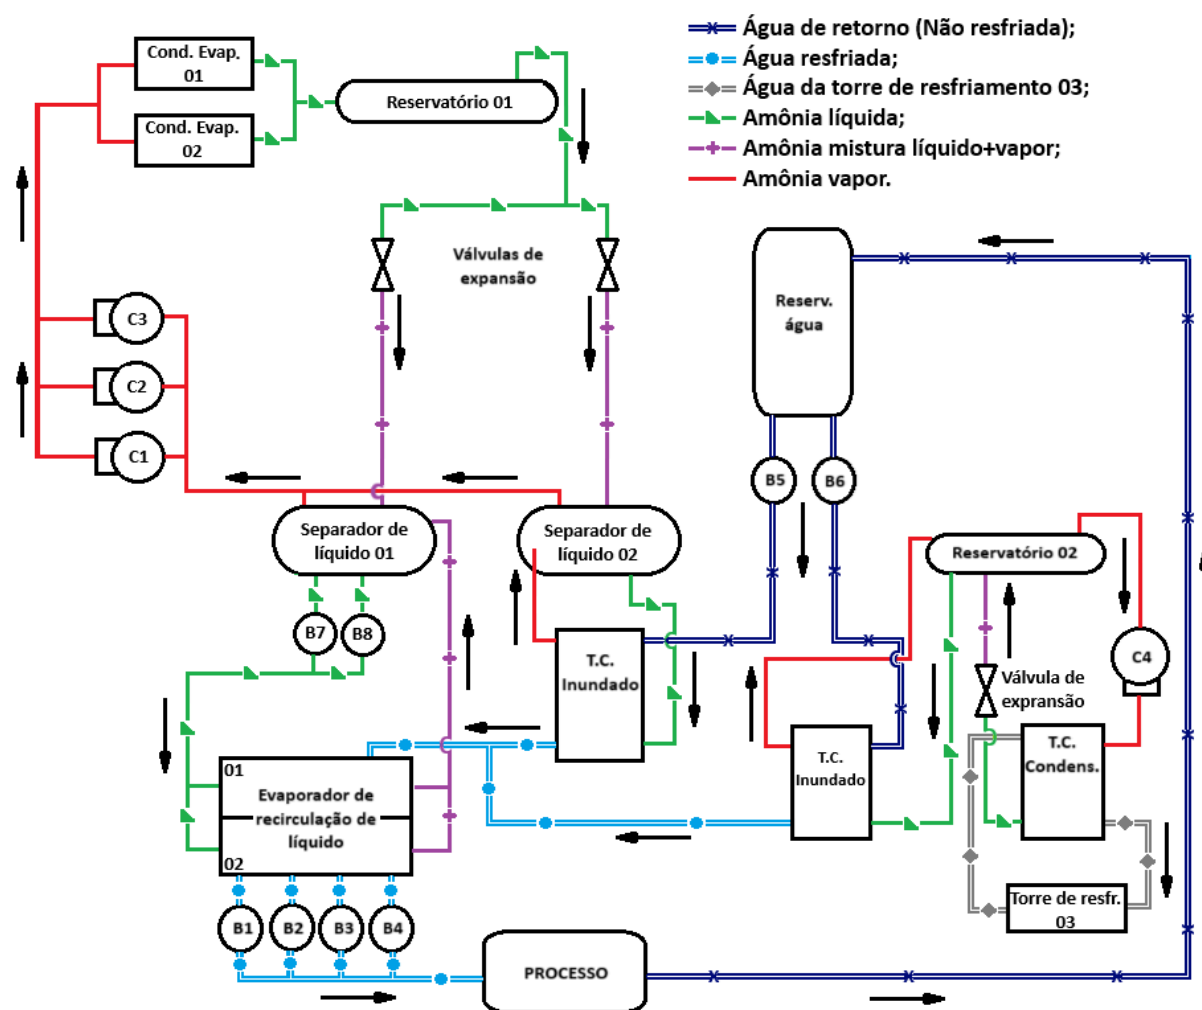 Água de retorno (Não resfriada);
Água resfriada;
Água da torre de resfriamento 03;
Amônia líquida;
Amônia mistura líquido+vapor;
Amônia vapor.
Cond. Evap.
01
Cond. Evap.
02
Reservatório 01
Válvulas de
expansão
Reserv.
água
C3
C2
C1
B5
B6
Separador de
líquido 01
Separador de
líquido 02
Reservatório 02
B7
B8
T.C.
Inundado
C4
Válvula de
expransão
T.C.
Inundado
T.C.
Condens.
01
Evaporador de
recirculação de
líquido
02
Torre de resfr.
03
B1
B2
B3
B4
PROCESSO